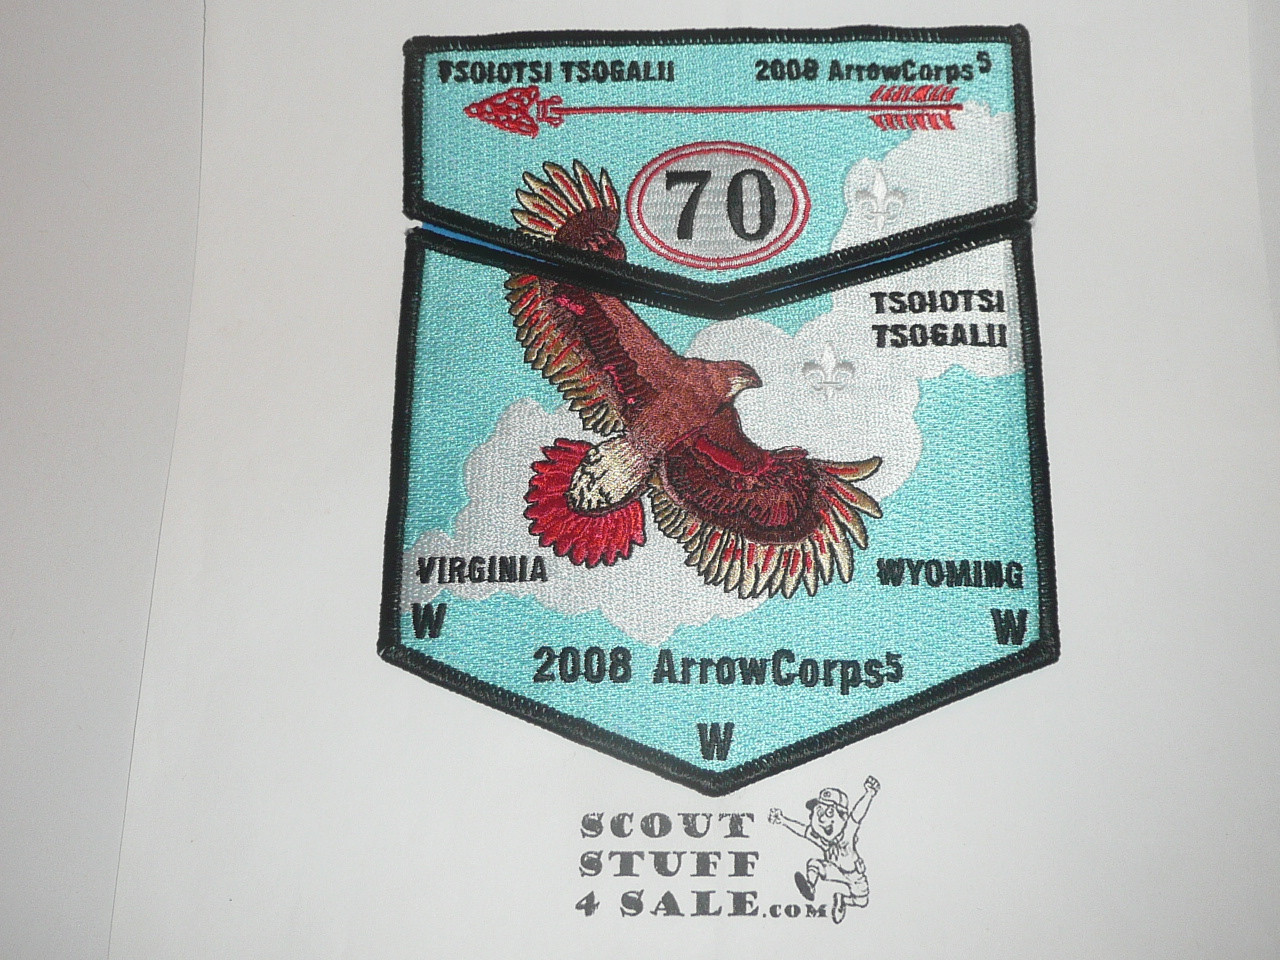 TSOIOTSI TSOGALII 2008 ArrowCorps5
70
TSOIOTSI
TSOGALII
VIRGINIA WYOMING
W W
2008 ArrowCorps5
W
SCOUT
STUFF
4 SALE.COM